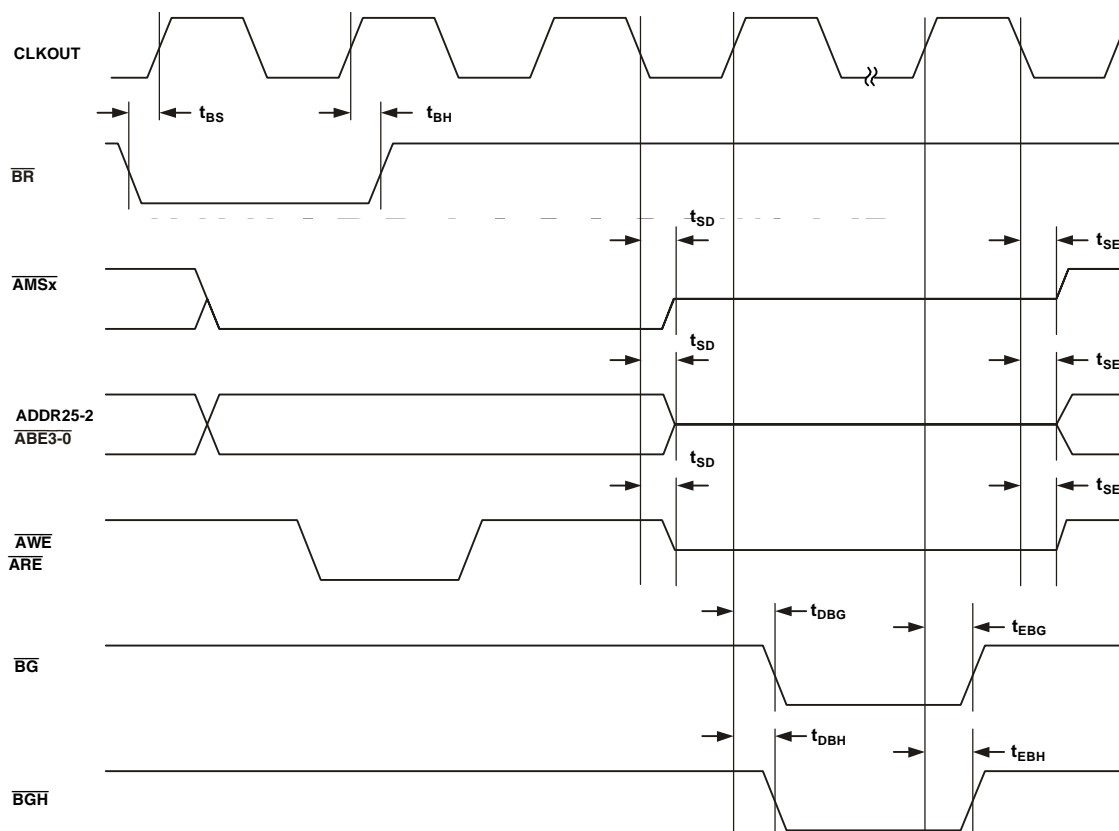 CLKOUT
tBS
tBH
BR
tSD
tSE
AMSx
tSD
tSE
ADDR25-2
ABE3-0
tSD
tSE
AWE
ARE
tDBG
tEBG
BG
tDBH
tEBH
BGH